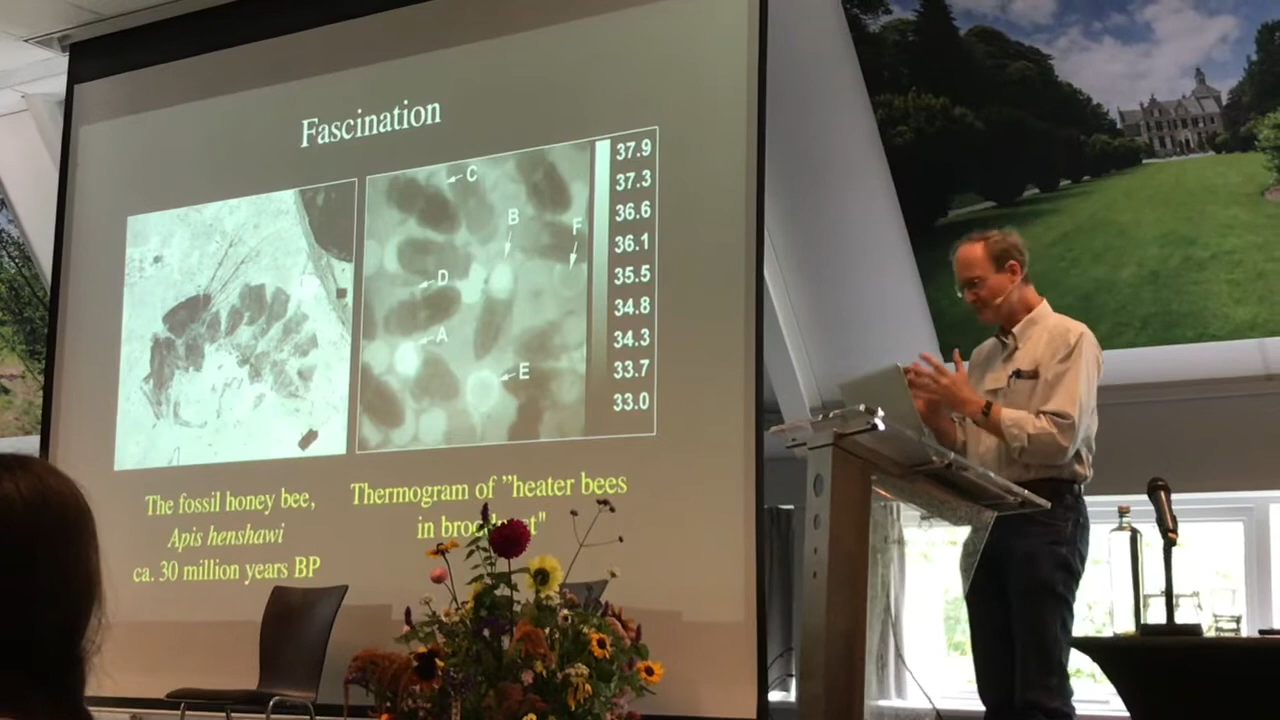 Fascination
C
B
F
D
A
E
37.9
37.3
36.6
36.1
35.5
34.8
34.3
33.7
33.0
The fossil honey bee,
Apis henshawi
ca. 30 million years BP
Thermogram of ”heater bees
in